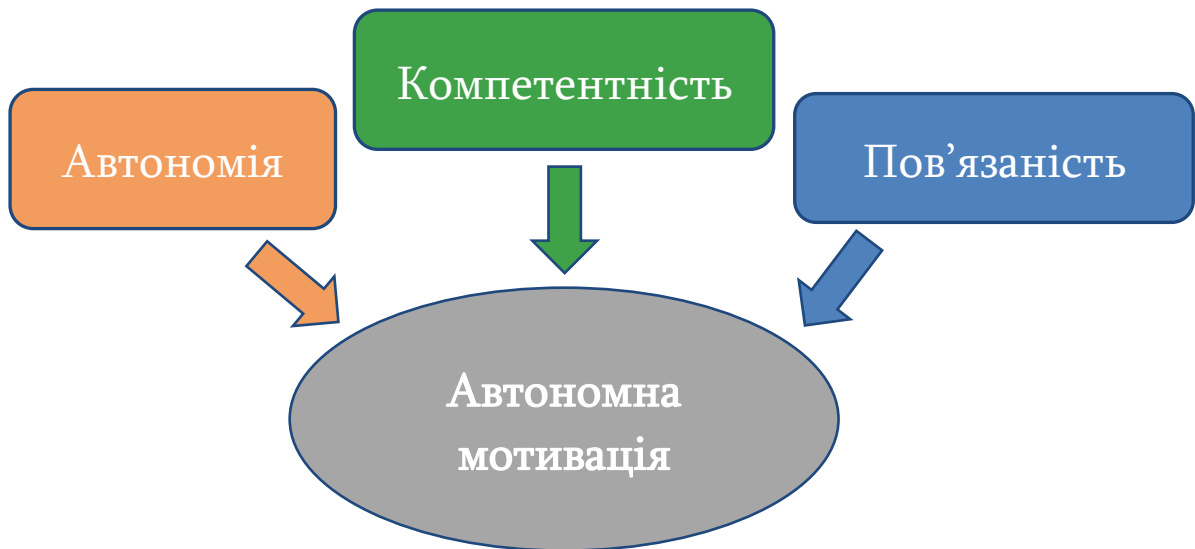 Автономія
Компетентність
Пов’язаність
Автономна
мотивація